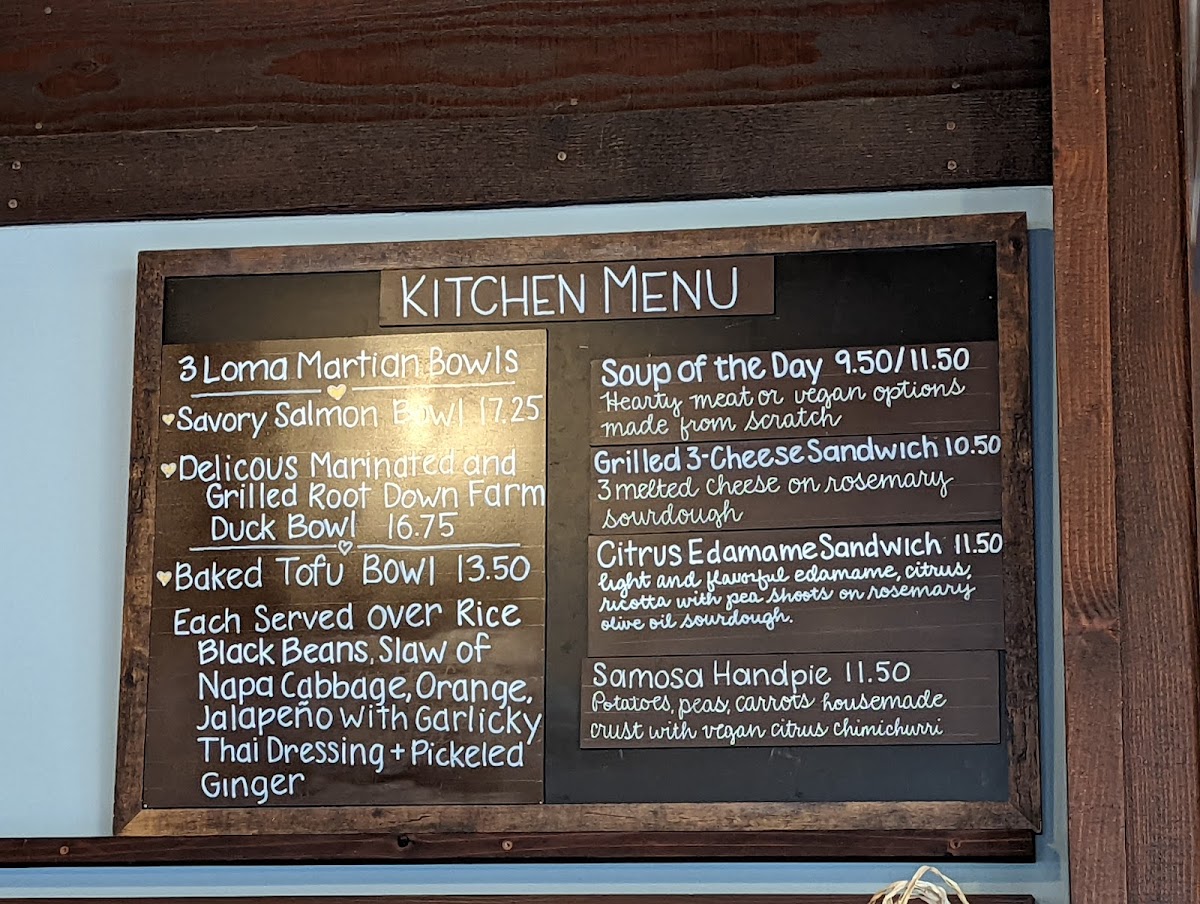 KITCHEN MENU
3 Loma Martian Bowls
Savory Salmon Bowl 17.25
Delicous Marinated and
Grilled Root Down Farm
Duck Bowl 16.75
Baked Tofu Bowl 13.50
Each Served over Rice
Black Beans, Slaw of
Napa Cabbage, Orange,
Jalapeño with Garlicky
Thai Dressing + Pickeled
Ginger
Soup of the Day 9.50/11.50
Hearty meat or vegan options
made from scratch
Grilled 3-Cheese Sandwich 10.50
3 melted cheese on rosemary
sourdough
Citrus Edamame Sandwich 11.50
light and flavorful edamame, citrus,
ricotta with pea shoots on rosemary
olive oil sourdough.
Samosa Handpie 11.50
Potatoes, peas, carrots housemade
crust with vegan citrus chimichurri